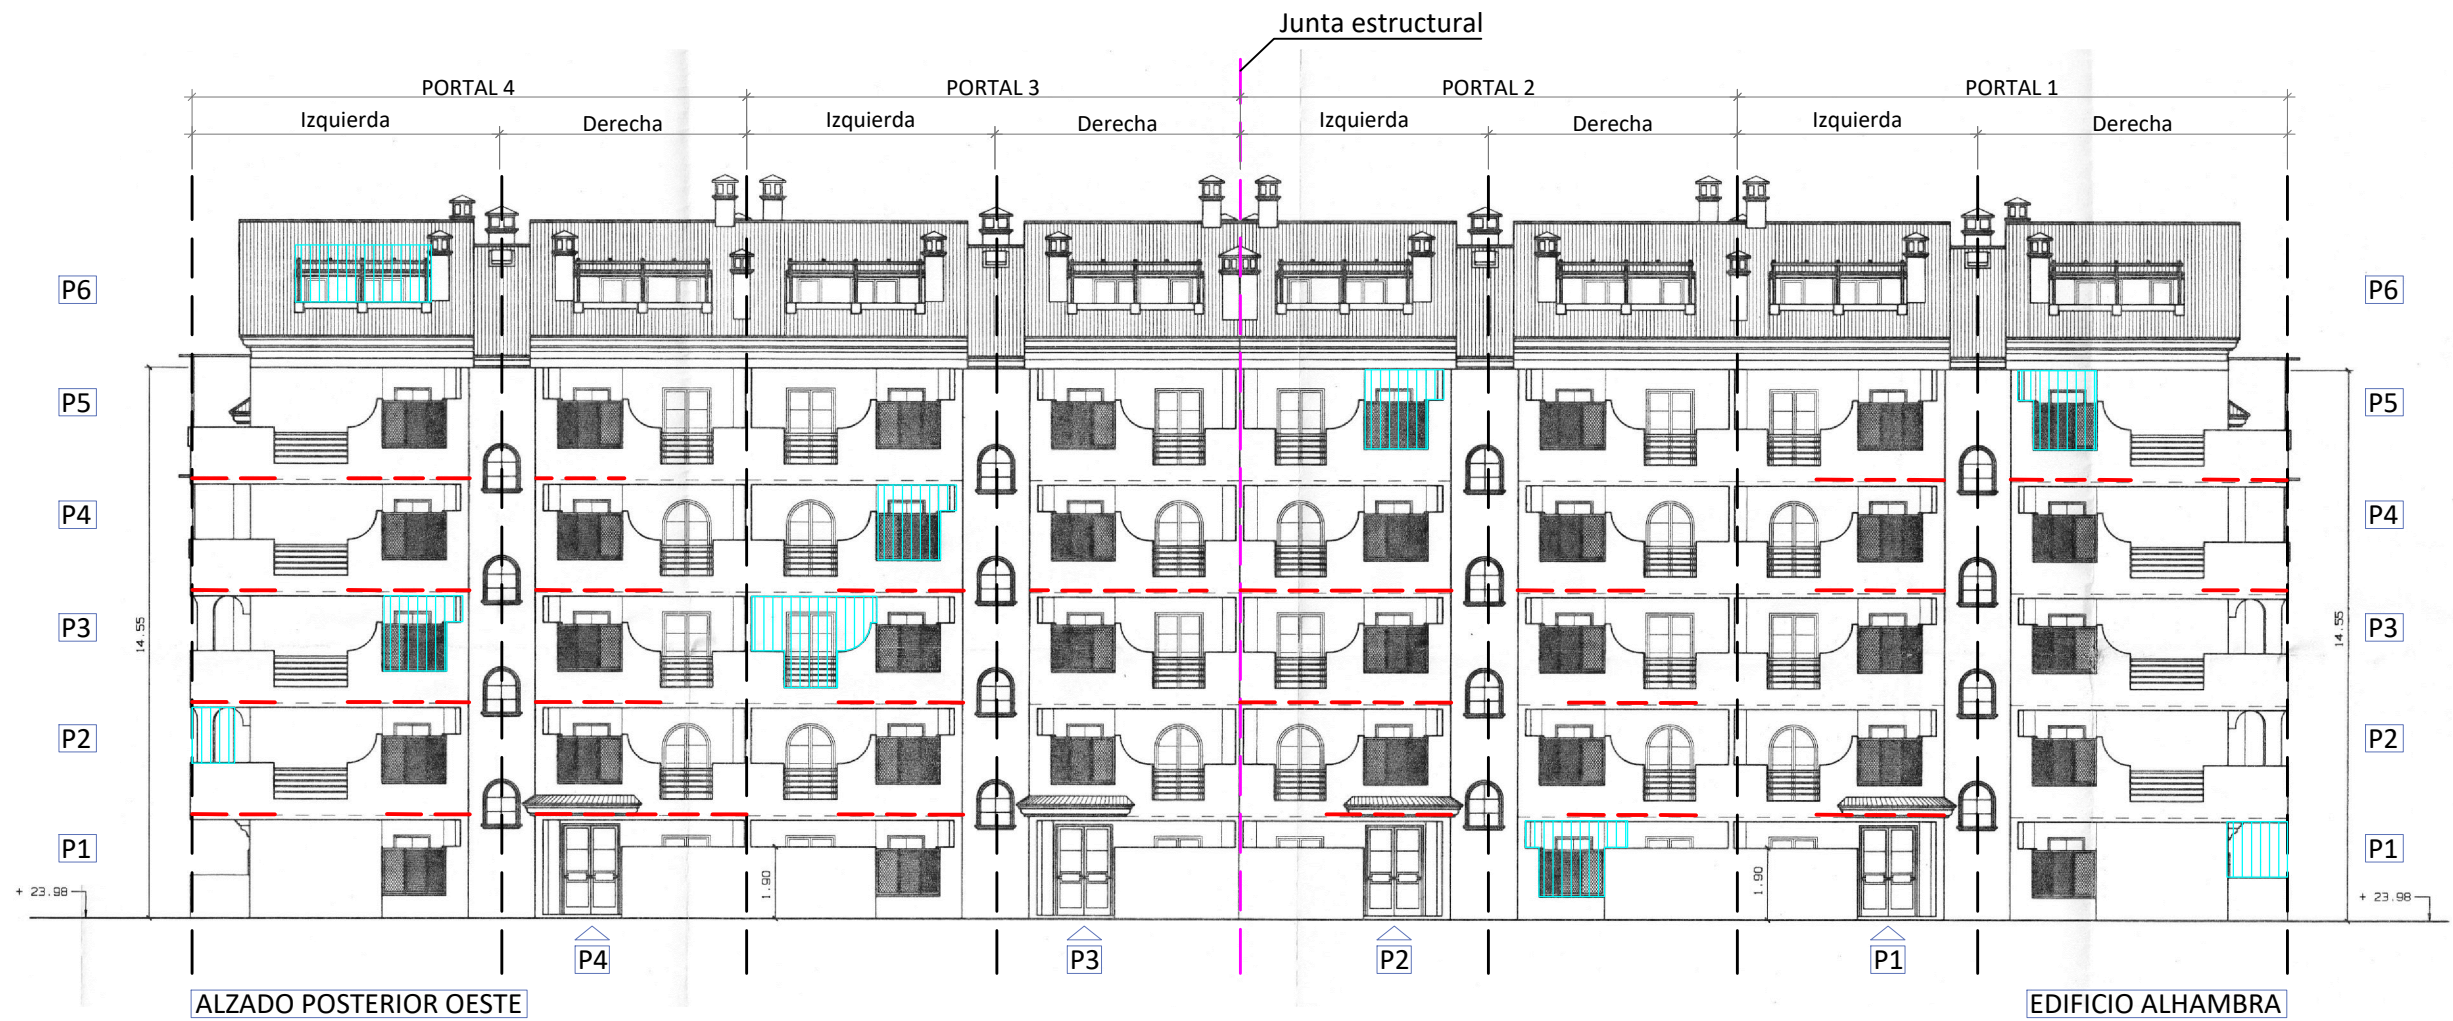 Junta estructural
PORTAL 4 PORTAL 3 PORTAL 2 PORTAL 1
Izquierda Derecha Izquierda Derecha Izquierda Derecha Izquierda Derecha
P6 P6
P5 P5
P4 P4
P3 P3
14.55 14.55
P2 P2
P1 P1
1.90 1.90
+ 23.98 + 23.98
P4 P3 P2 P1
ALZADO POSTERIOR OESTE EDIFICIO ALHAMBRA